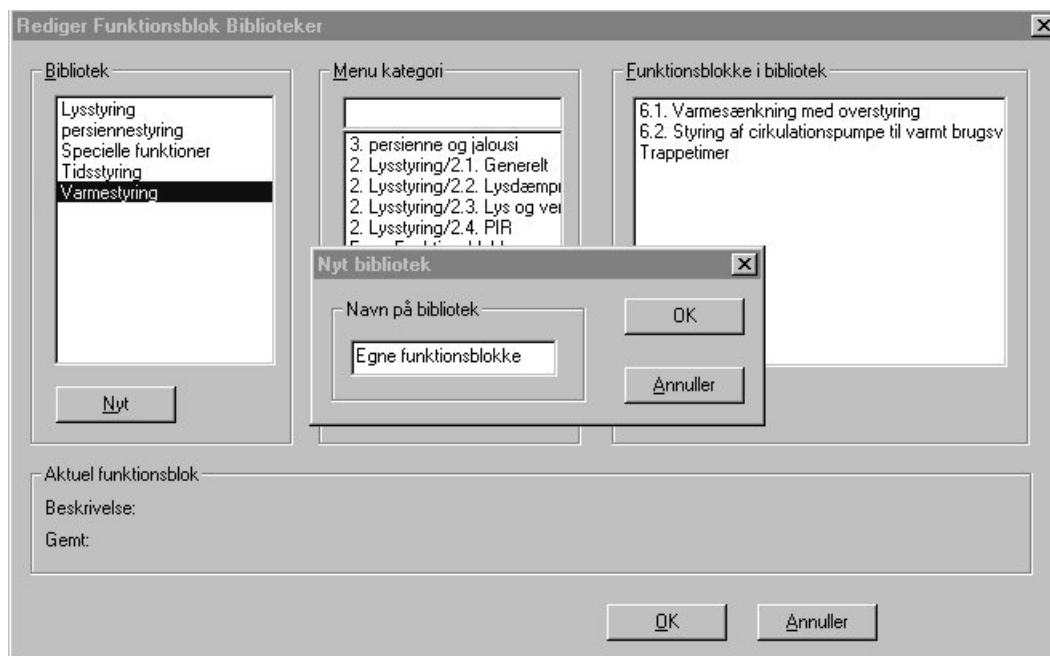 Rediger Funktionsblok Biblioteker
Bibliotek
Lysstyring
persiennestyring
Specielle funktioner
Tidsstyring
Varmestyring
Nyt
Menu kategori
3. persienne og jalousi
2. Lysstyring/2.1. Generelt
2. Lysstyring/2.2. Lysdæmpr
2. Lysstyring/2.3. Lys og ver
2. Lysstyring/2.4. PIR
Funktionsblokke i bibliotek
6.1. Varmesænkning med overstyring
6.2. Styring af cirkulationspumpe til varmt brugsv
Trappetimer
Nyt bibliotek
Navn på bibliotek
Egne funktionsblokke
OK
Annuller
Aktuel funktionsblok
Beskrivelse:
Gemt:
OK
Annuller